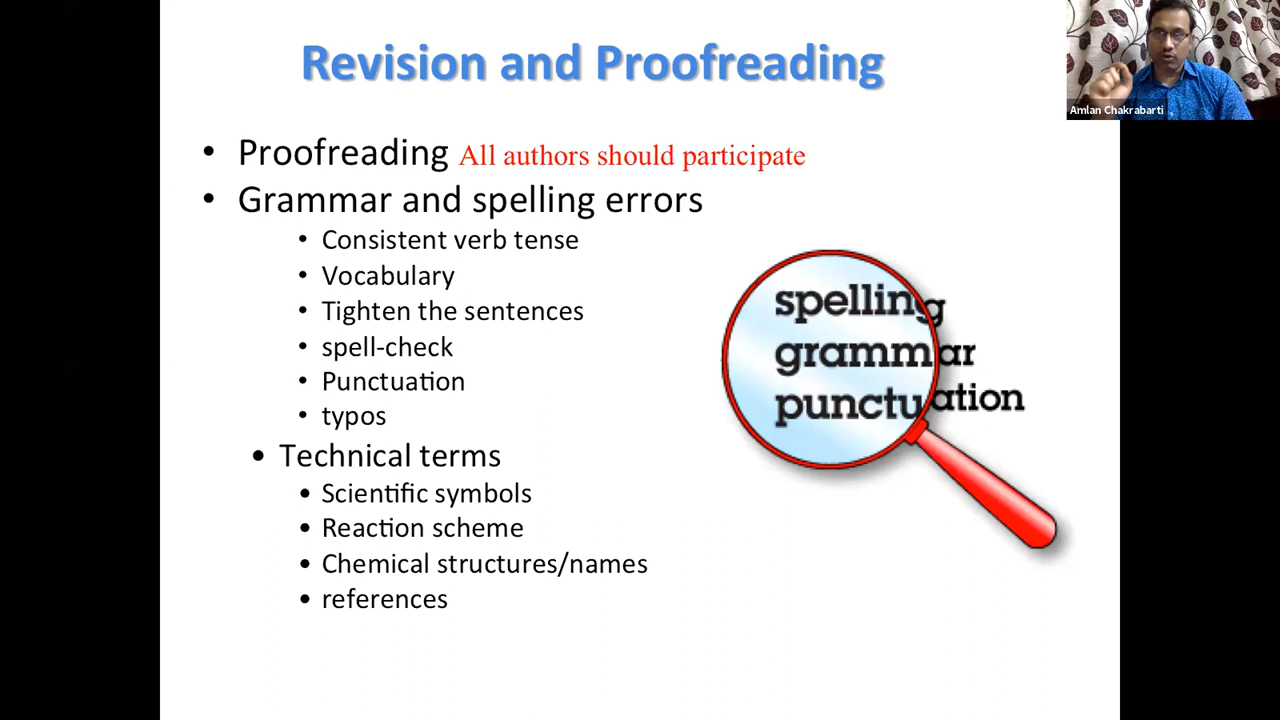 Revision and Proofreading
Amlan Chakrabarti
• Proofreading All authors should participate
• Grammar and spelling errors
• Consistent verb tense
• Vocabulary
• Tighten the sentences
• spell-check
• Punctuation
• typos
• Technical terms
• Scientific symbols
• Reaction scheme
• Chemical structures/names
• references
spelling
grammar
punctuation